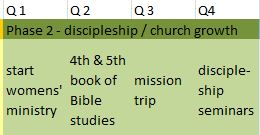 Q 1 Q 2 Q 3 Q4
Phase 2 - discipleship / church growth
start
womens'
ministry
4th & 5th
book of
Bible
studies
mission
trip
disciple-
ship
seminars